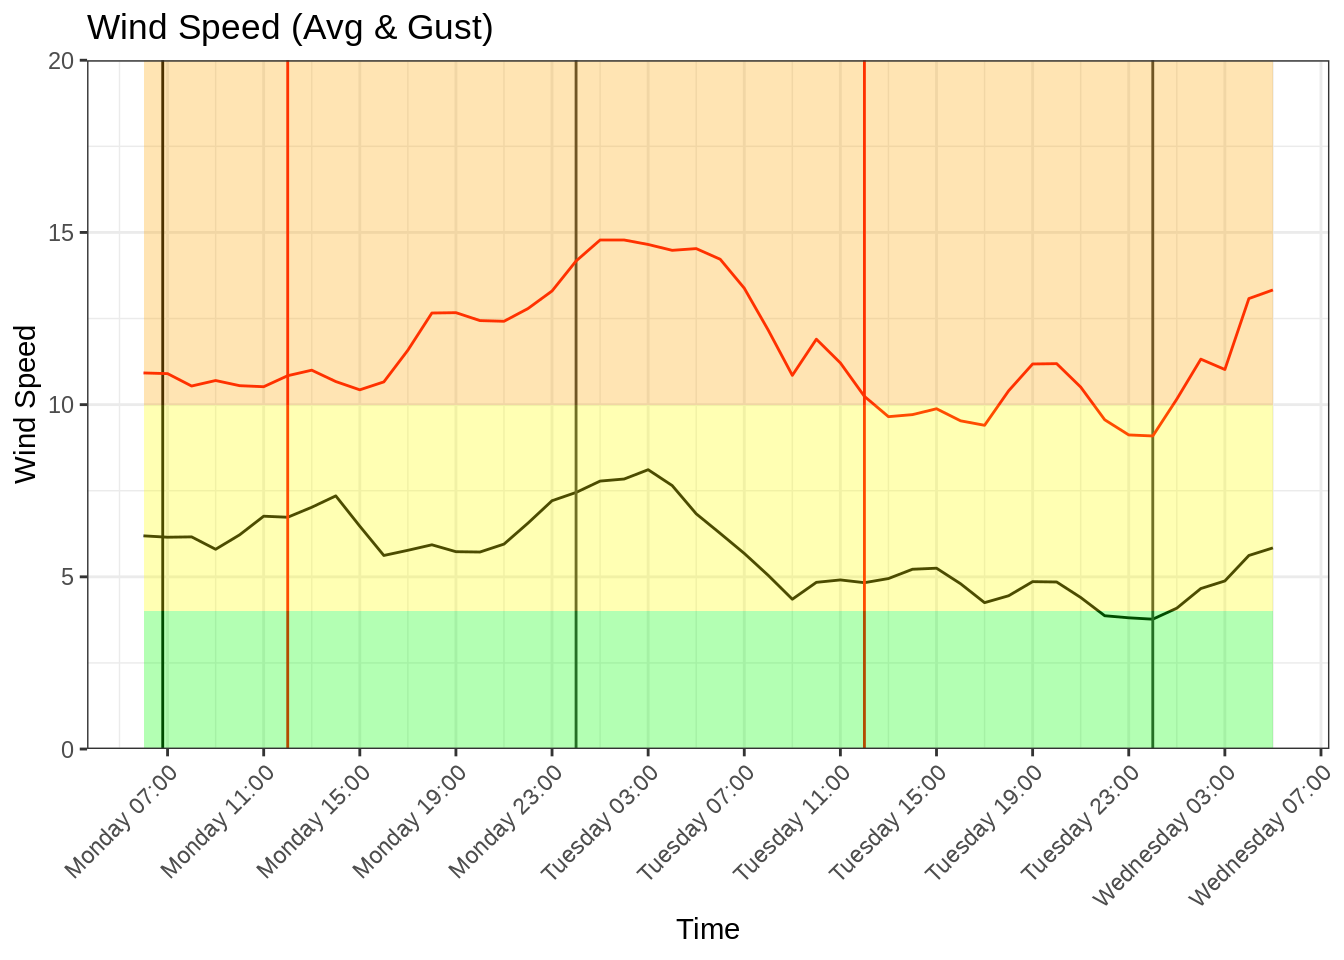 Wind Speed (Avg & Gust)
20
15
10
5
0
Wind Speed
Monday 07:00
Monday 11:00
Monday 15:00
Monday 19:00
Monday 23:00
Tuesday 03:00
Tuesday 07:00
Tuesday 11:00
Tuesday 15:00
Tuesday 19:00
Tuesday 23:00
Wednesday 03:00
Wednesday 07:00
Time